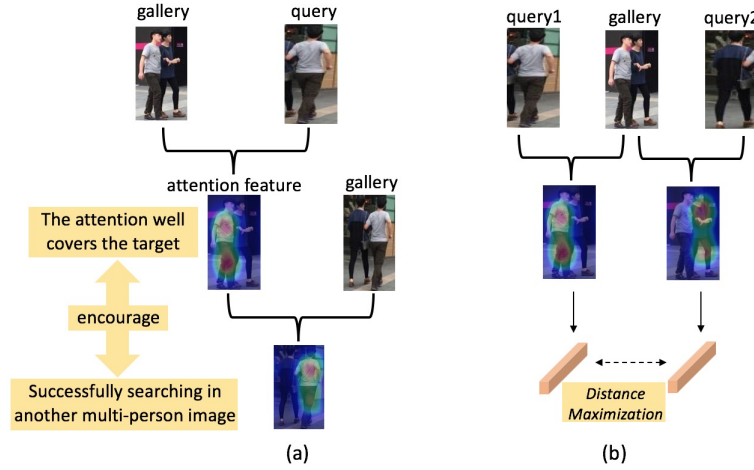 gallery
query
attention feature
gallery
The attention well
covers the target
encourage
Successfully searching in
another multi-person image
(a)
query1
gallery
query2
Distance
Maximization
(b)